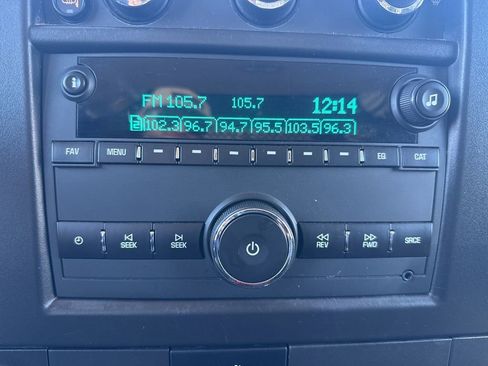 FM 105.7 105.7 12:14
2 102.3 96.7 94.7 95.5 103.5 96.3
FAV MENU EQ CAT
SEEK SEEK REV FWD SRCE